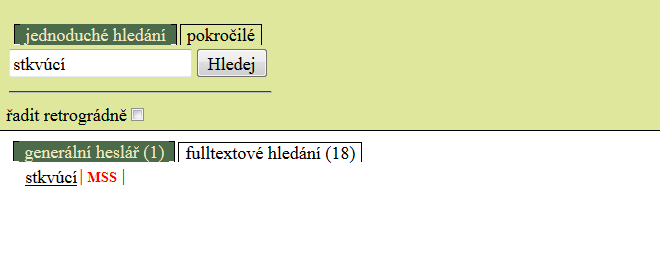 jednoduché hledání pokročilé
stkvúcí Hledej
řadit retrográdně
generální heslář (1) fulltextové hledání (18)
stkvúcí | MSS |